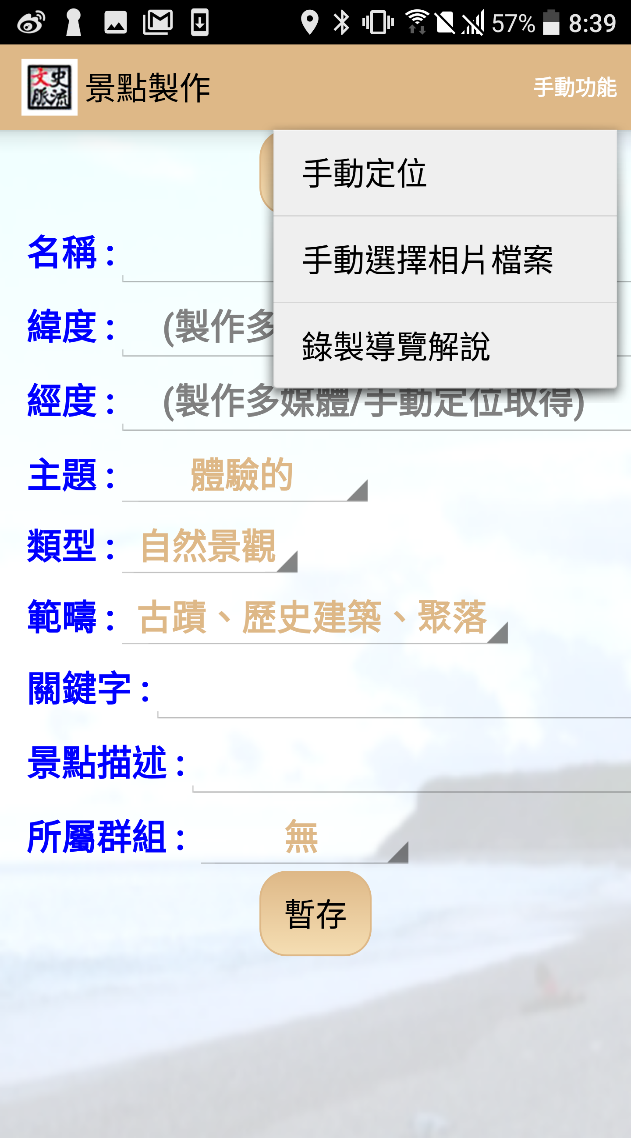 57% 8:39
文史脈流 景點製作 手動功能
手動定位
手動選擇相片檔案
錄製導覽解說
名稱 :
緯度 : (製作多
經度 : (製作多媒體/手動定位取得)
主題 : 體驗的
類型 : 自然景觀
範疇 : 古蹟、歷史建築、聚落
關鍵字 :
景點描述 :
所屬群組 : 無
暫存